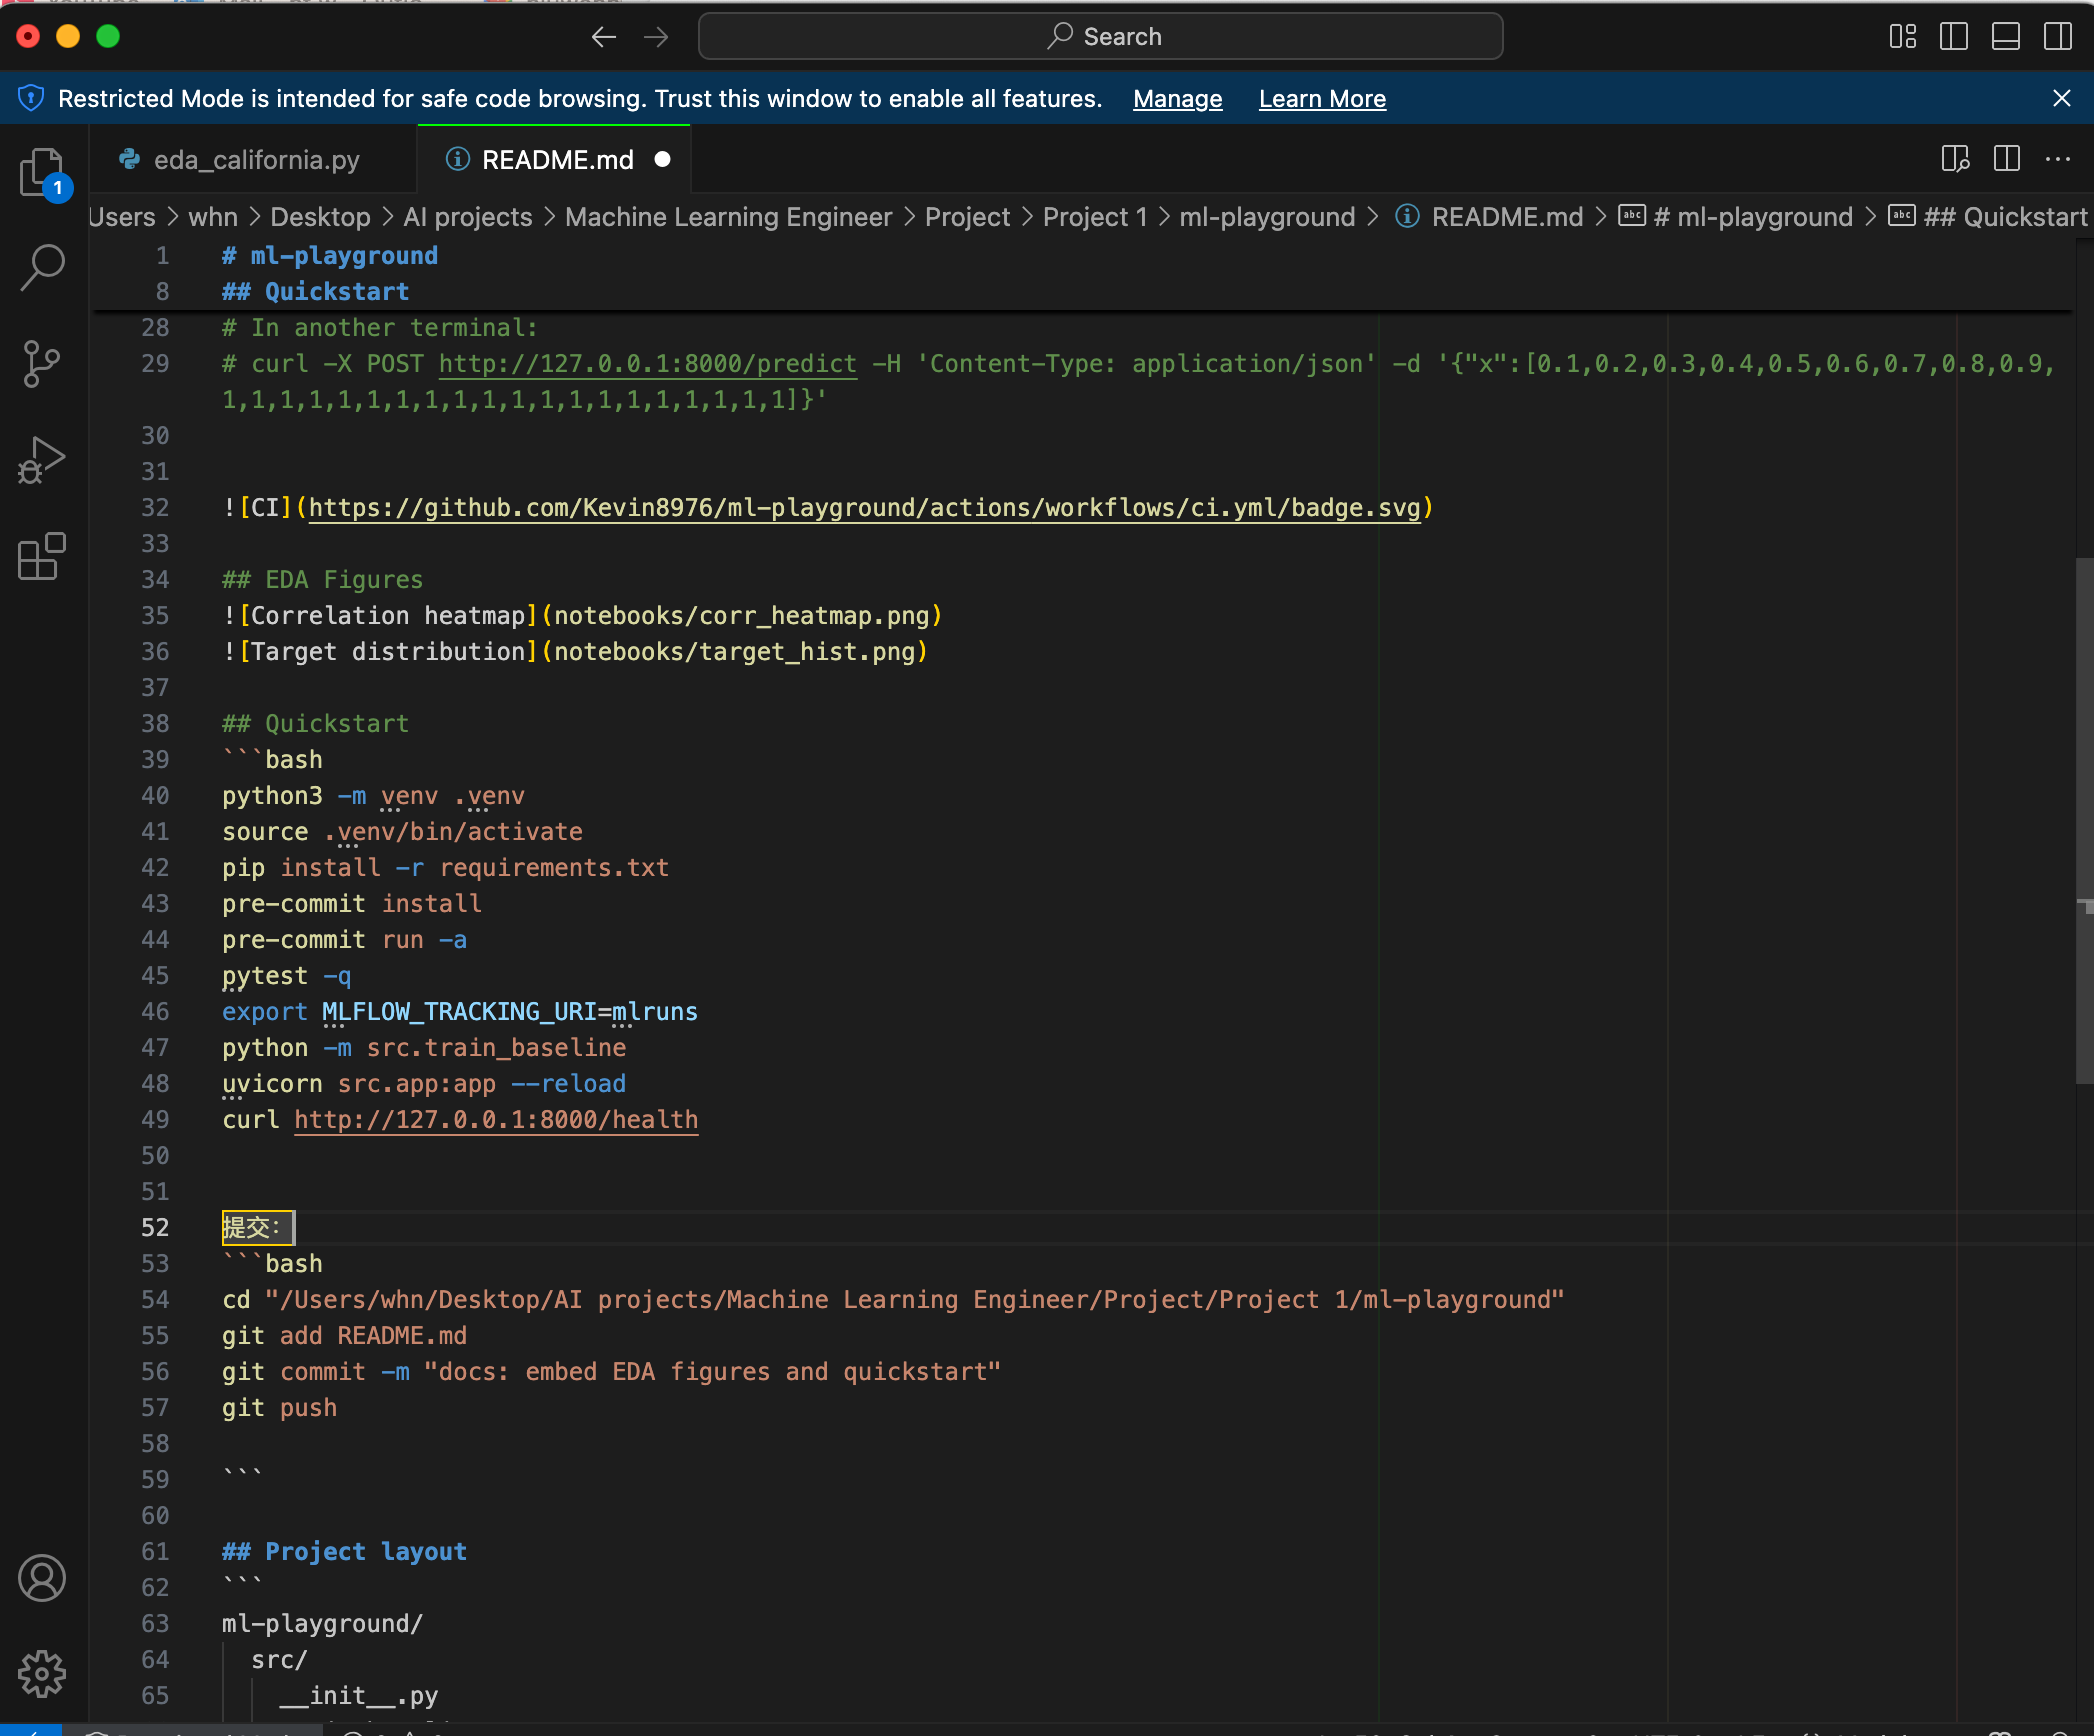 Search
Restricted Mode is intended for safe code browsing. Trust this window to enable all features. Manage Learn More
1
eda_california.py
README.md
Users > whn > Desktop > AI projects > Machine Learning Engineer > Project > Project 1 > ml-playground > README.md > # ml-playground > ## Quickstart
1 # ml-playground
8 ## Quickstart
28 # In another terminal:
29 # curl -X POST http://127.0.0.1:8000/predict -H 'Content-Type: application/json' -d '{"x":[0.1,0.2,0.3,0.4,0.5,0.6,0.7,0.8,0.9,
1,1,1,1,1,1,1,1,1,1,1,1,1,1,1,1,1,1,1,1]}'
30
31
32 ![CI](https://github.com/Kevin8976/ml-playground/actions/workflows/ci.yml/badge.svg)
33
34 ## EDA Figures
35 ![Correlation heatmap](notebooks/corr_heatmap.png)
36 ![Target distribution](notebooks/target_hist.png)
37
38 ## Quickstart
39 ```bash
40 python3 -m venv .venv
41 source .venv/bin/activate
42 pip install -r requirements.txt
43 pre-commit install
44 pre-commit run -a
45 pytest -q
46 export MLFLOW_TRACKING_URI=mlruns
47 python -m src.train_baseline
48 uvicorn src.app:app --reload
49 curl http://127.0.0.1:8000/health
50
51
52 提交：
53 ```bash
54 cd "/Users/whn/Desktop/AI projects/Machine Learning Engineer/Project/Project 1/ml-playground"
55 git add README.md
56 git commit -m "docs: embed EDA figures and quickstart"
57 git push
58
59 ```
60
61 ## Project layout
62 ```
63 ml-playground/
64 src/
65 __init__.py